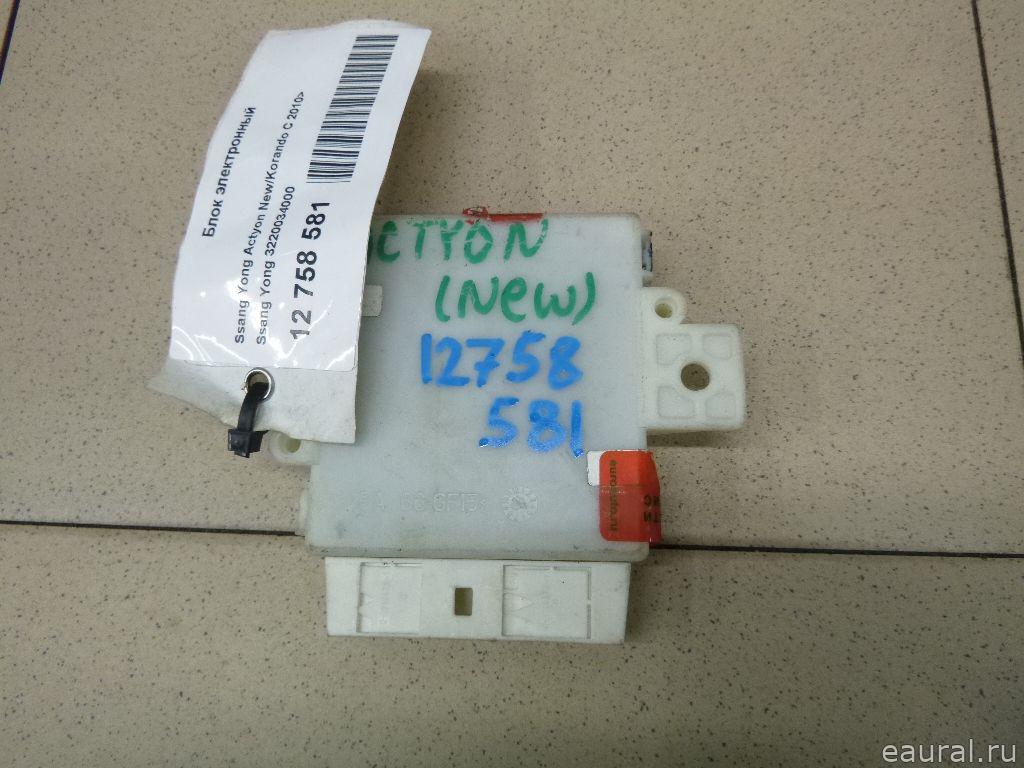 Блок электронный
Ssang Yong Actyon New/Korando C 2010>
Ssang Yong 3220034000
12 758 581
ACTYON
(New)
12758
581
eaural.ru